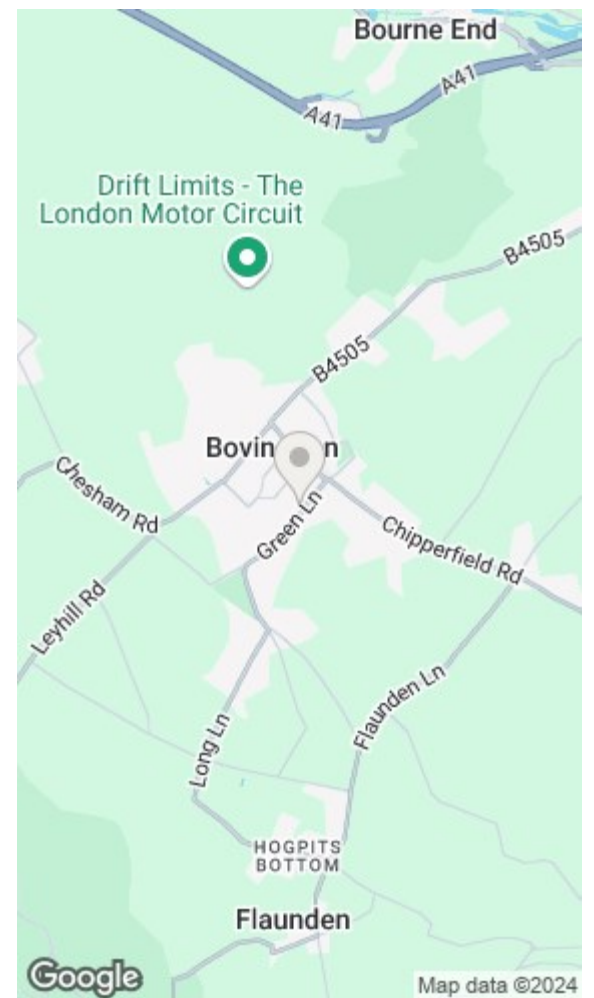 Bourne End
A41
A41
Drift Limits - The
London Motor Circuit
B4505
B4505
Chesham Rd
Green Ln
Chipperfield Rd
Leyhill Rd
Flaunden Ln
Long Ln
HOGPITS
BOTTOM
Flaunden
Google
Map data ©2024